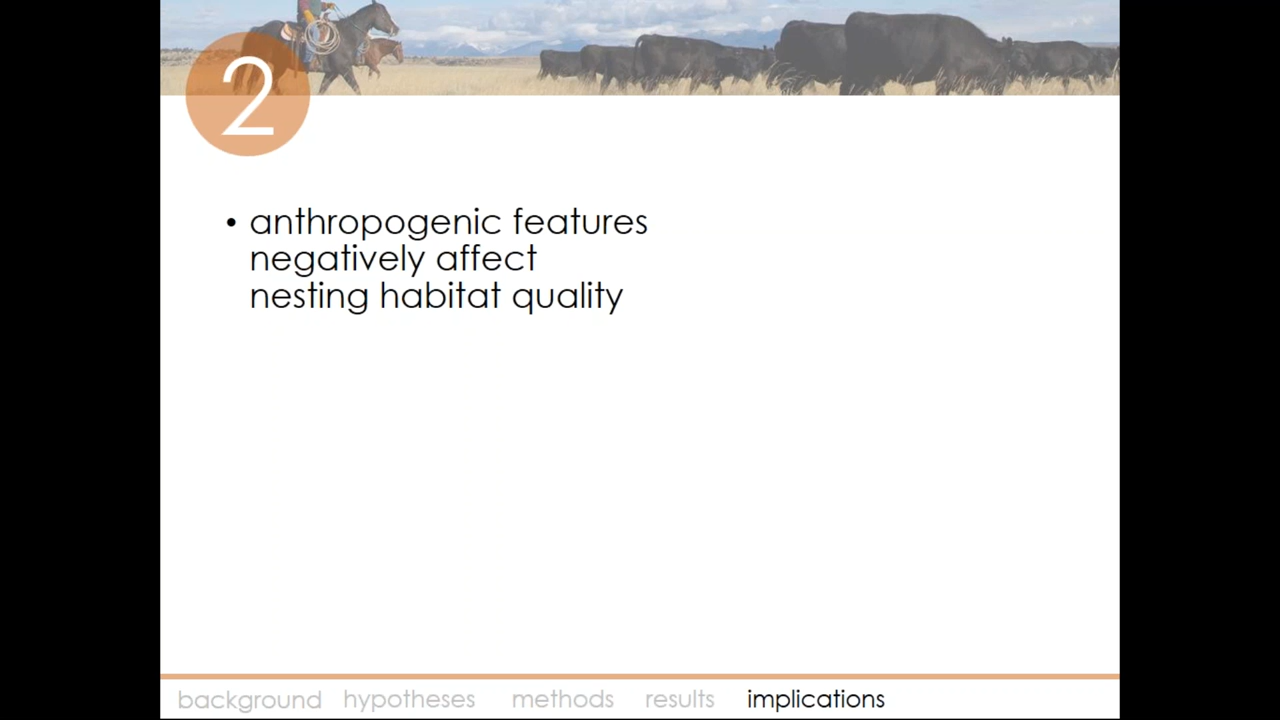 2
• anthropogenic features
negatively affect
nesting habitat quality
background hypotheses methods results implications